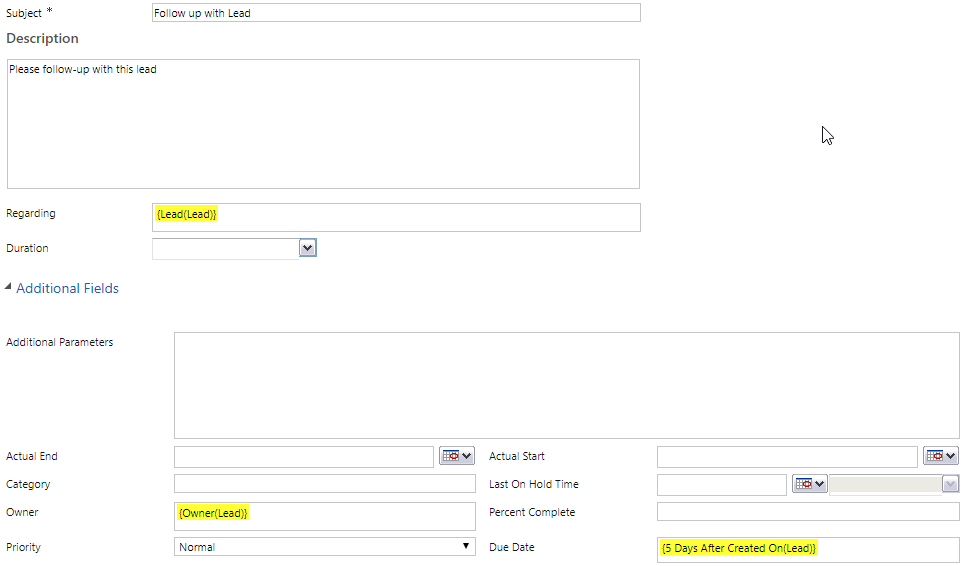 Subject * Follow up with Lead
Description
Please follow-up with this lead
Regarding {Lead(Lead)}
Duration
Additional Fields
Additional Parameters
Actual End Actual Start
Category Last On Hold Time
Owner {Owner(Lead)} Percent Complete
Priority Normal Due Date {5 Days After Created On(Lead)}